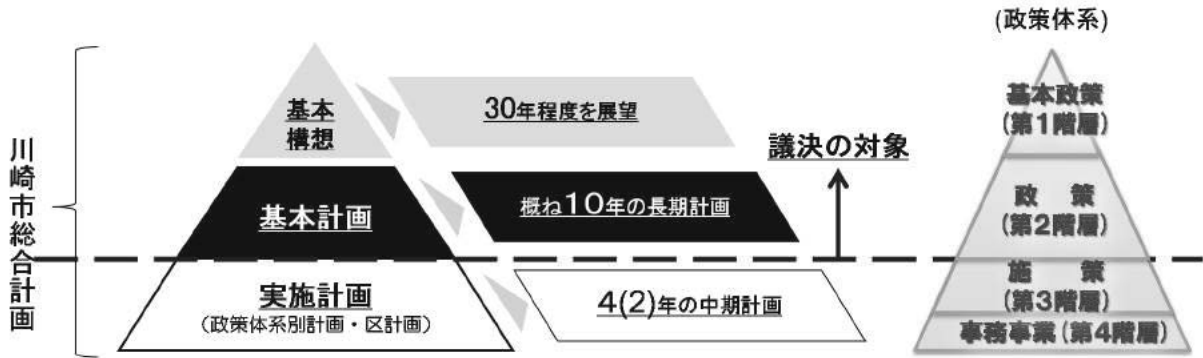 川崎市総合計画
基本
構想
30年程度を展望
基本計画
概ね10年の長期計画
実施計画
(政策体系別計画・区計画)
4(2)年の中期計画
議決の対象
(政策体系)
基本政策
(第1階層)
政 策
(第2階層)
施 策
(第3階層)
事務事業(第4階層)